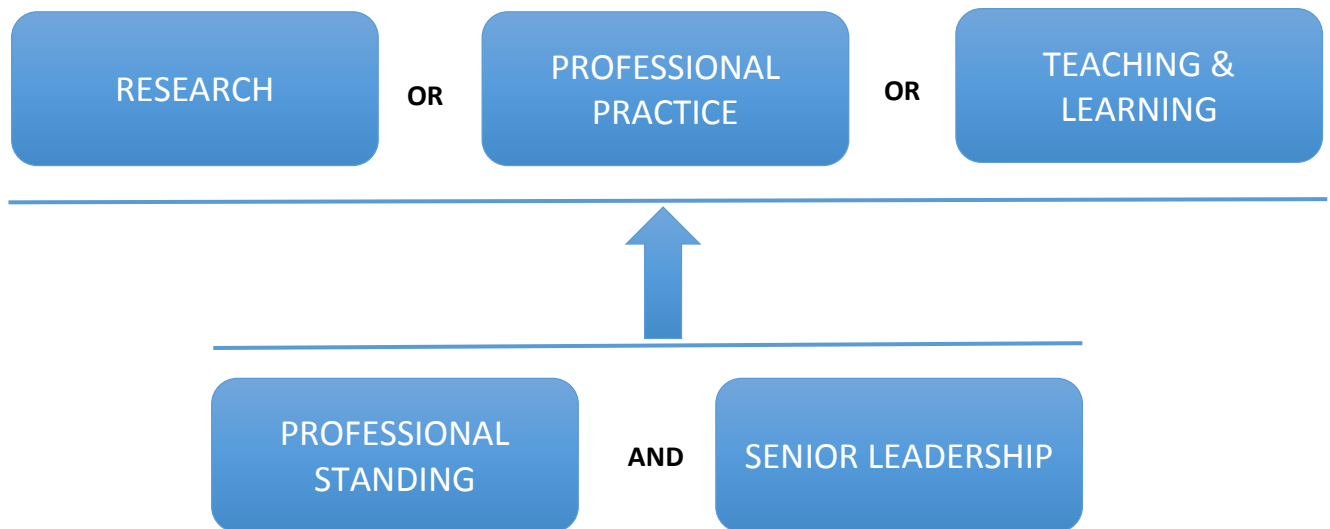 RESEARCH
OR
PROFESSIONAL
PRACTICE
OR
TEACHING &
LEARNING
PROFESSIONAL
STANDING
AND
SENIOR LEADERSHIP